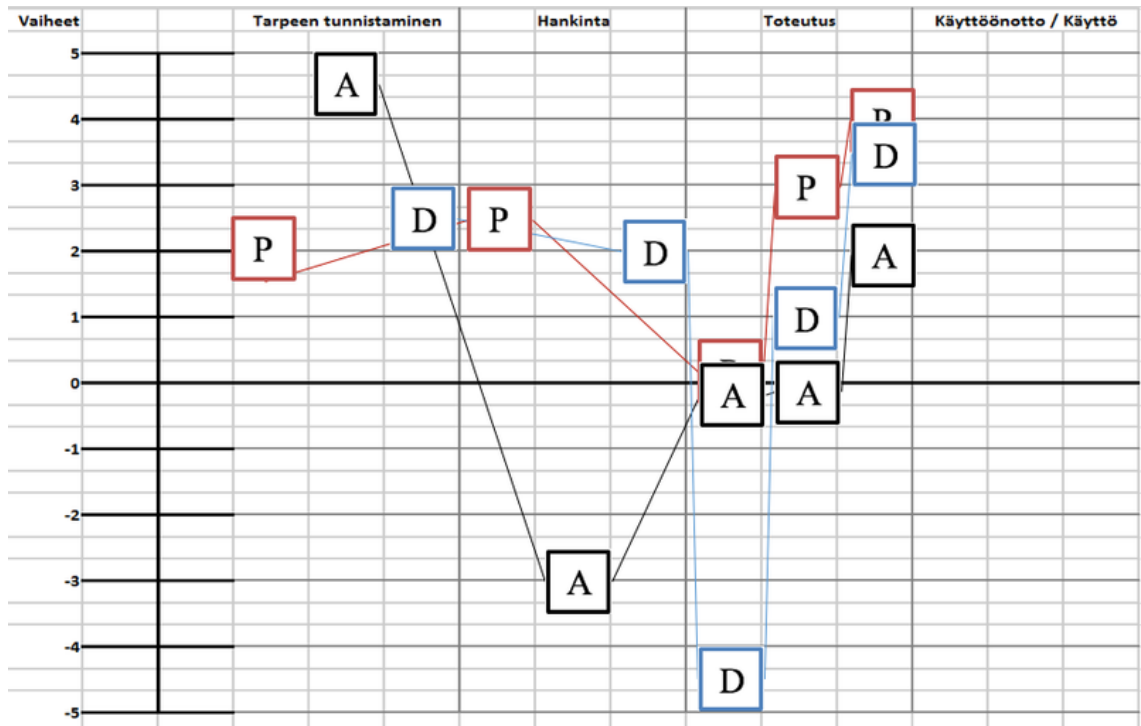 Vaiheet Tarpeen tunnistaminen Hankinta Toteutus Käyttöönotto / Käyttö
5
A
4
D
3
P
D P
P
2
D
A
1
D
0
A A
-1
-2
-3
A
-4
D
-5